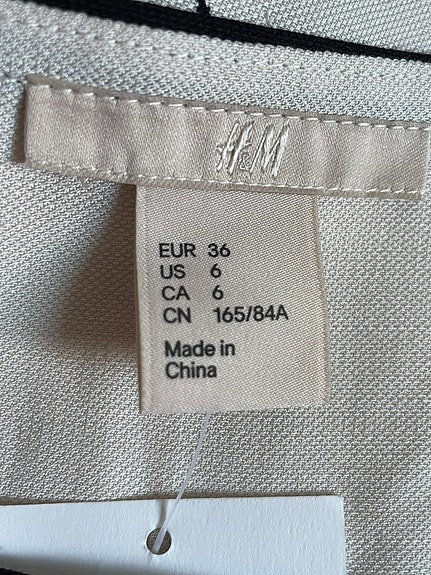 H&M
EUR 36
US 6
CA 6
CN 165/84A
Made in
China